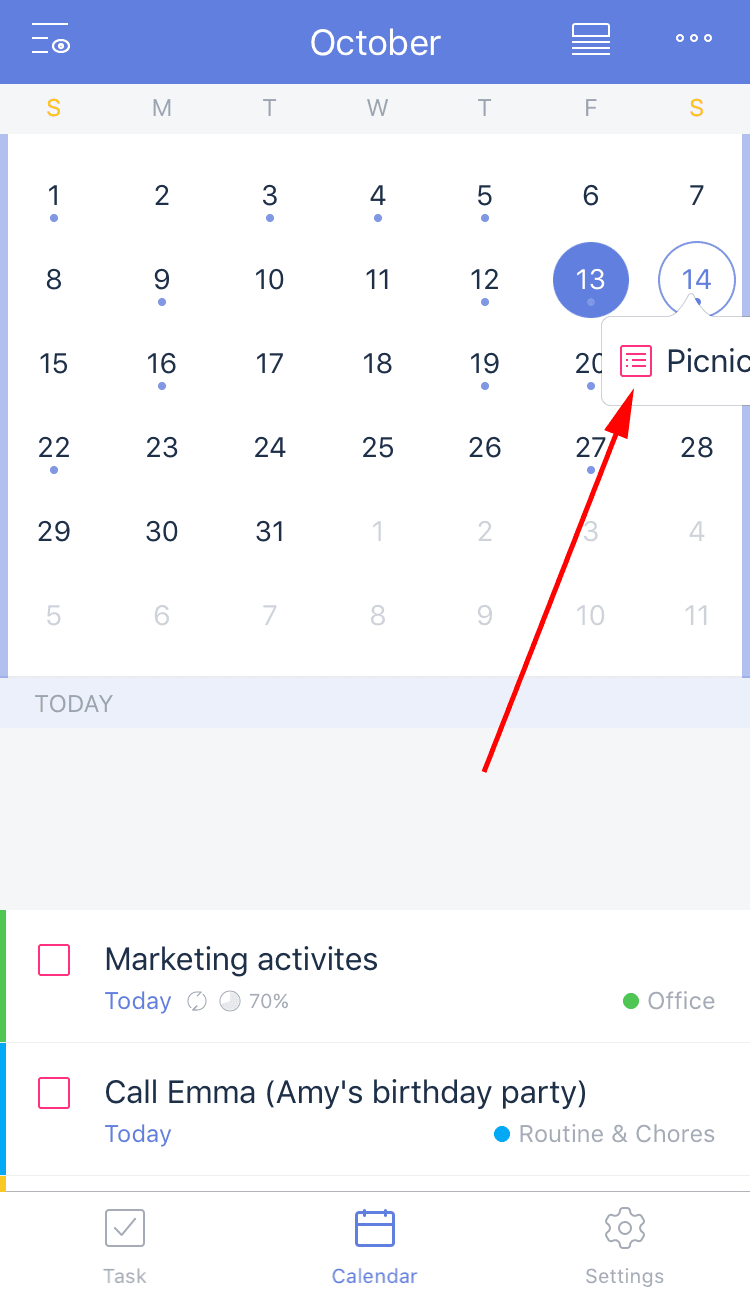 October
S M T W T F S
1 2 3 4 5 6 7
8 9 10 11 12 13 14
15 16 17 18 19 20 Picnic
22 23 24 25 26 27 28
29 30 31 1 2 3 4
5 6 7 8 9 10 11
TODAY
Marketing activites
Today 70% Office
Call Emma (Amy's birthday party)
Today Routine & Chores
Task Calendar Settings